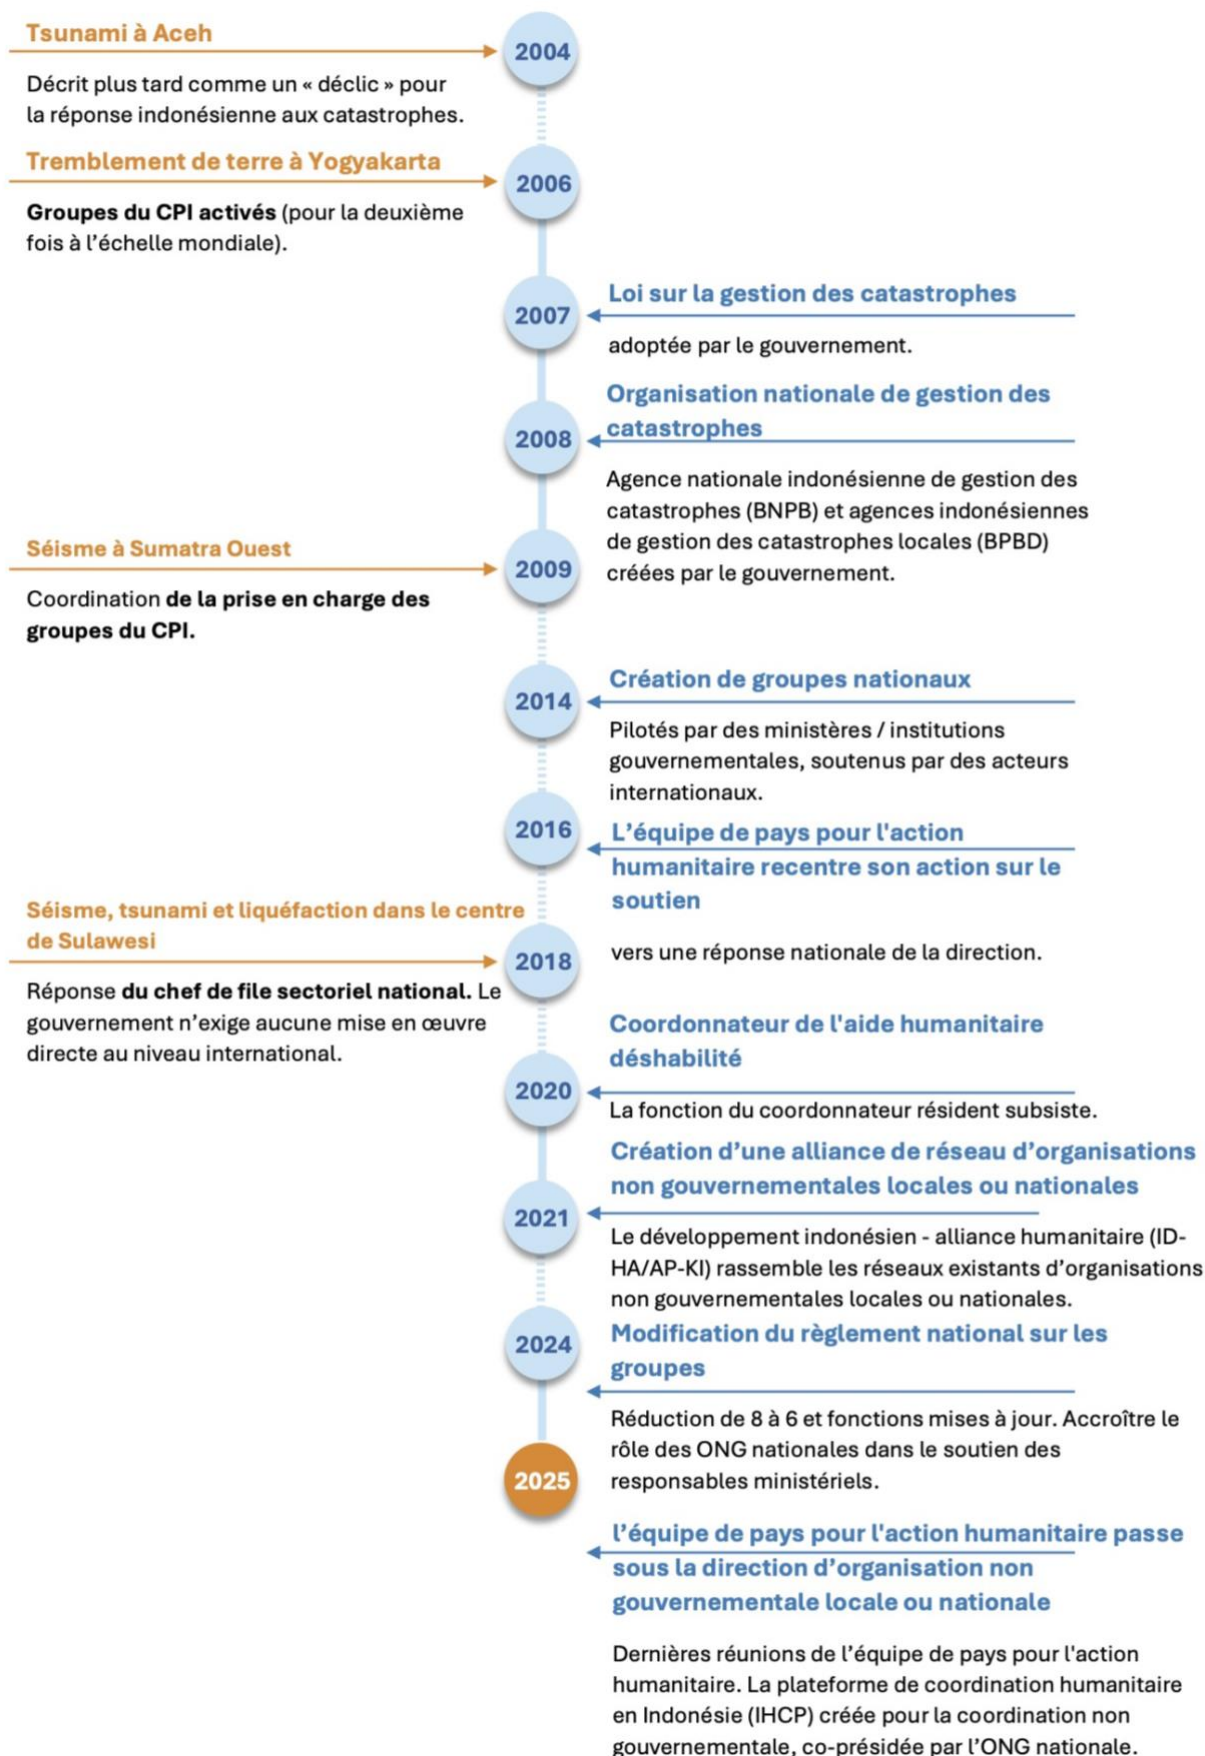 Tsunami à Aceh
2004
Décrit plus tard comme un « déclic » pour
la réponse indonésienne aux catastrophes.
Tremblement de terre à Yogyakarta
2006
Groupes du CPI activés (pour la deuxième
fois à l’échelle mondiale).
Loi sur la gestion des catastrophes
2007
adoptée par le gouvernement.
Organisation nationale de gestion des
catastrophes
2008
Agence nationale indonésienne de gestion des
catastrophes (BNPB) et agences indonésiennes
de gestion des catastrophes locales (BPBD)
créées par le gouvernement.
Séisme à Sumatra Ouest
2009
Coordination de la prise en charge des
groupes du CPI.
Création de groupes nationaux
2014
Pilotés par des ministères / institutions
gouvernementales, soutenus par des acteurs
internationaux.
2016
L’équipe de pays pour l'action
humanitaire recentre son action sur le
soutien
vers une réponse nationale de la direction.
Séisme, tsunami et liquéfaction dans le centre
de Sulawesi
2018
Réponse du chef de file sectoriel national. Le
gouvernement n’exige aucune mise en œuvre
directe au niveau international.
Coordonnateur de l'aide humanitaire
déshabilité
2020
La fonction du coordonnateur résident subsiste.
Création d’une alliance de réseau d’organisations
non gouvernementales locales ou nationales
2021
Le développement indonésien - alliance humanitaire (ID-
HA/AP-KI) rassemble les réseaux existants d’organisations
non gouvernementales locales ou nationales.
Modification du règlement national sur les
groupes
2024
Réduction de 8 à 6 et fonctions mises à jour. Accroître le
rôle des ONG nationales dans le soutien des
responsables ministériels.
2025
l’équipe de pays pour l'action humanitaire passe
sous la direction d’organisation non
gouvernementale locale ou nationale
Dernières réunions de l’équipe de pays pour l'action
humanitaire. La plateforme de coordination humanitaire
en Indonésie (IHCP) créée pour la coordination non
gouvernementale, co-présidée par l’ONG nationale.